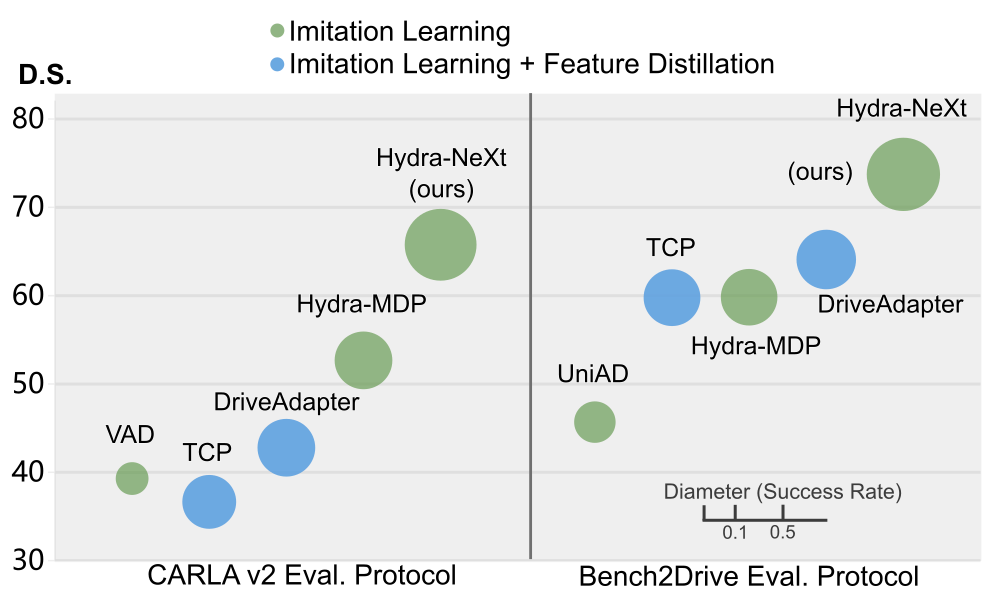 Imitation Learning
Imitation Learning + Feature Distillation
D.S.
80
70
60
50
40
30
Hydra-NeXt
(ours)
Hydra-MDP
DriveAdapter
VAD
TCP
CARLA v2 Eval. Protocol
Hydra-NeXt
(ours)
TCP
DriveAdapter
Hydra-MDP
UniAD
Diameter (Success Rate)
0.1 0.5
Bench2Drive Eval. Protocol